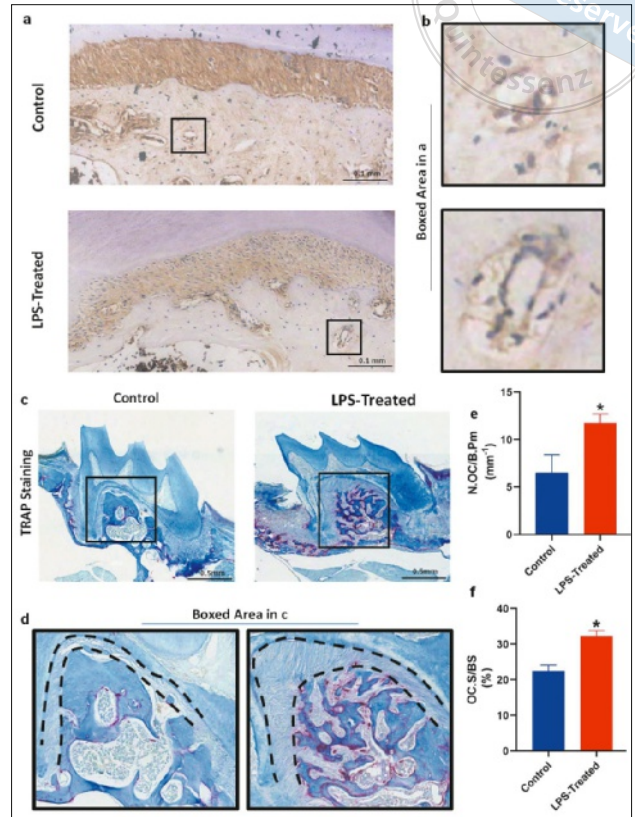 a
b
Control
0.1 mm
LPS-Treated
0.1 mm
Boxed Area in a
Quintessenz
reserve
c
Control
LPS-Treated
TRAP Staining
0.5mm
0.5mm
d
Boxed Area in c
e
N.OC/B.Pm
(mm⁻¹)
15
10
5
0
*
Control
LPS-Treated
f
OC.S/BS
(%)
40
30
20
10
0
*
Control
LPS-Treated